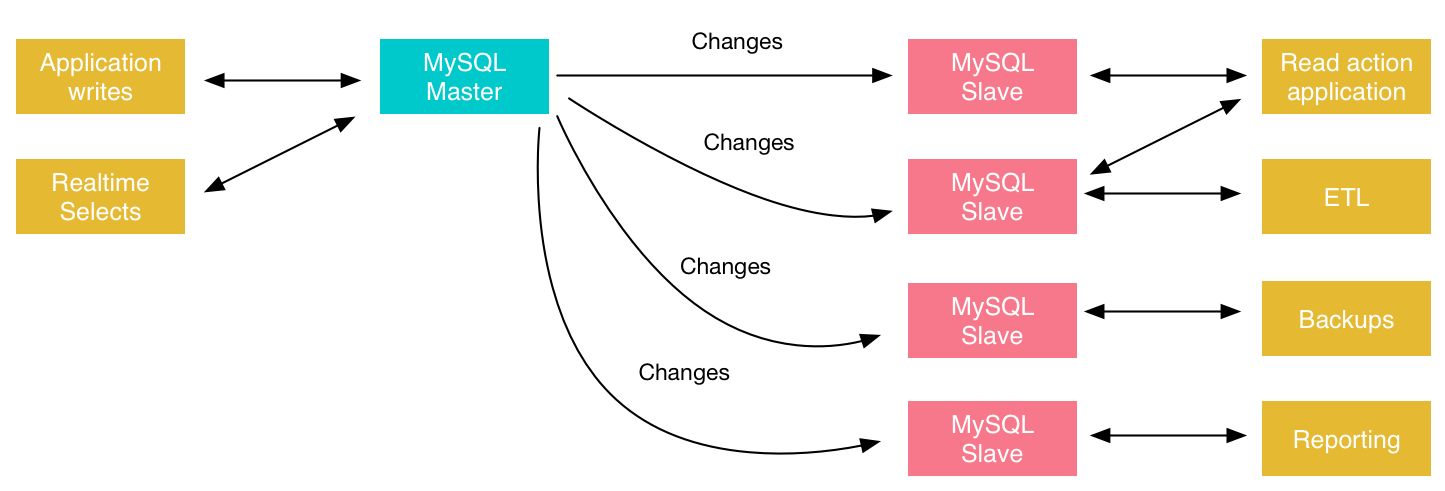 Application
writes
MySQL
Master
Changes
MySQL
Slave
Read action
application
Realtime
Selects
Changes
MySQL
Slave
ETL
Changes
MySQL
Slave
Backups
Changes
MySQL
Slave
Reporting